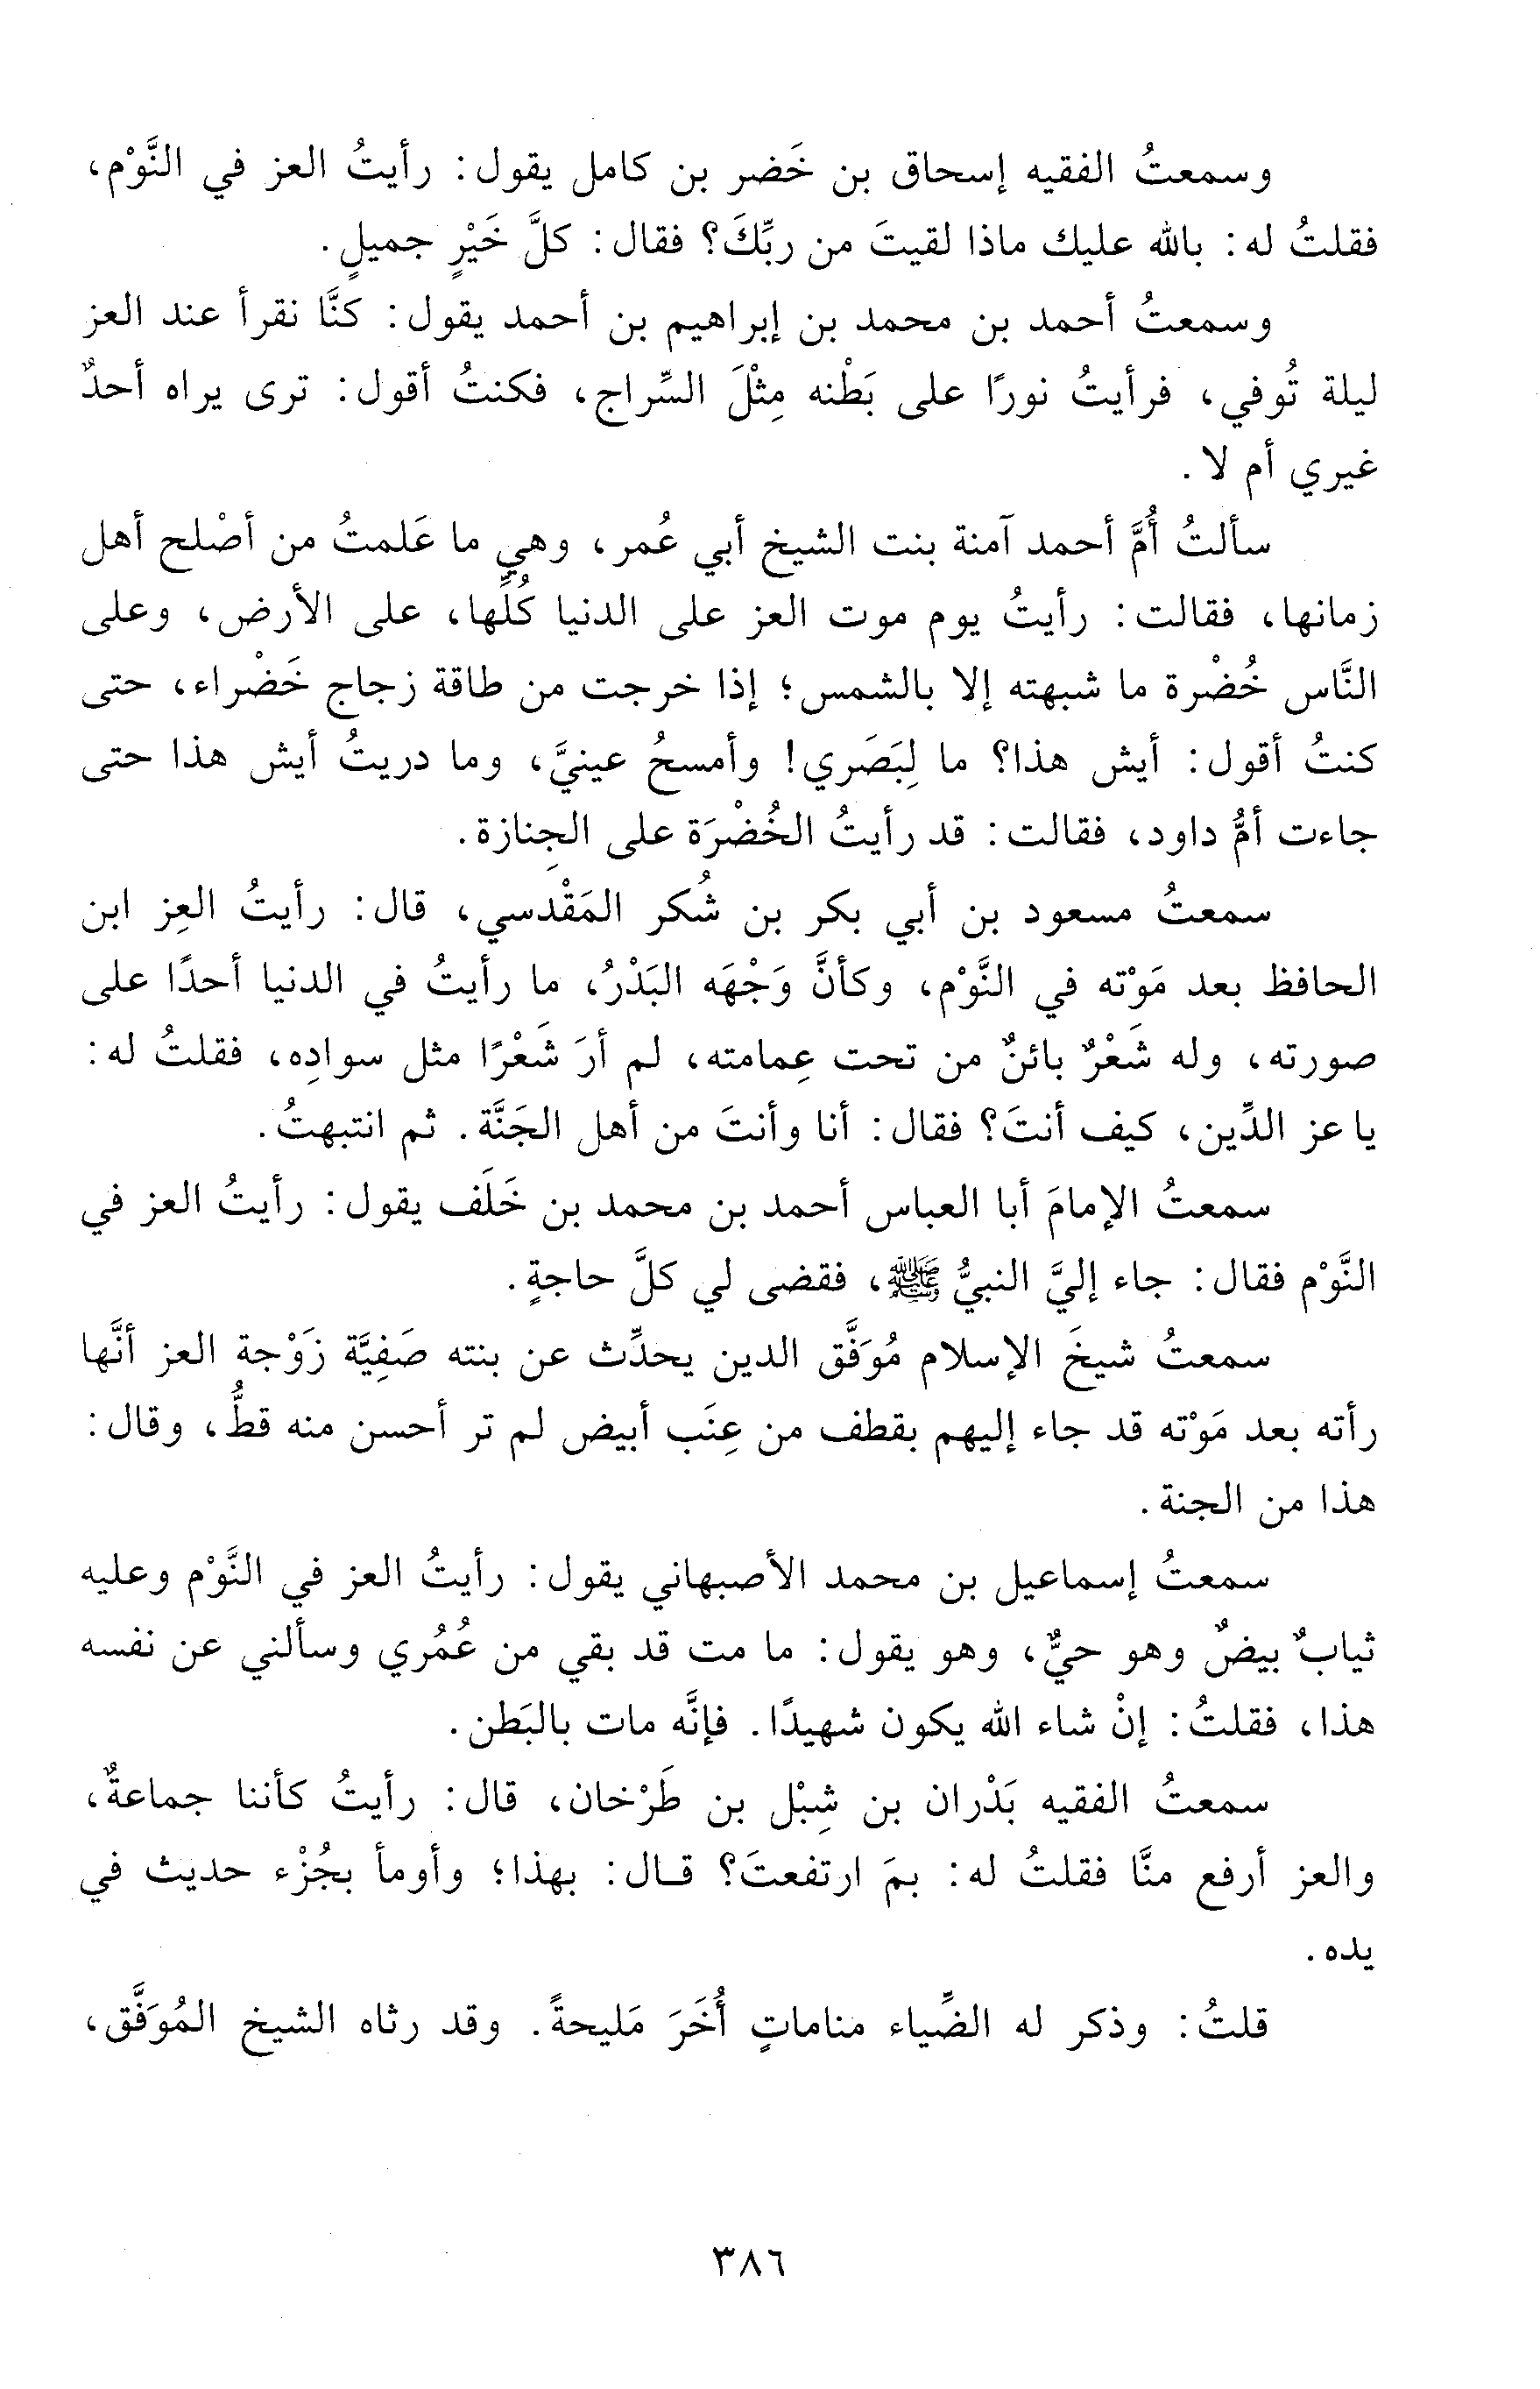 وسمعتُ الفقيه إسحاق بن خَضر بن كامل يقول: رأيتُ العز في النَّوْم،
فقلتُ له: بالله عليك ماذا لقيتَ من ربِّكَ؟ فقال: كلَّ خَيْرٍ جميلٍ.
وسمعتُ أحمد بن محمد بن إبراهيم بن أحمد يقول: كنَّا نقرأ عند العز
ليلة تُوفي، فرأيتُ نورًا على بَطْنه مِثْلَ السِّراج، فكنتُ أقول: ترى يراه أحدٌ
غيري أم لا.
سألتُ أُمَّ أحمد آمنة بنت الشيخ أبي عُمر، وهي ما عَلمتُ من أصْلح أهل
زمانها، فقالت: رأيتُ يوم موت العز على الدنيا كُلِّها، على الأرض، وعلى
النَّاس خُضْرة ما شبهته إلا بالشمس؛ إذا خرجت من طاقة زجاج خَضْراء، حتى
كنتُ أقول: أيش هذا؟ ما لِبَصَري! وأمسحُ عينيَّ، وما دريتُ أيش هذا حتى
جاءت أمُّ داود، فقالت: قد رأيتُ الخُضْرَة على الجِنازة.
سمعتُ مسعود بن أبي بكر بن شُكر المَقْدسي، قال: رأيتُ العِز ابن
الحافظ بعد مَوْته في النَّوْم، وكأنَّ وَجْهَه البَدْرُ، ما رأيتُ في الدنيا أحدًا على
صورته، وله شَعْرٌ بائنٌ من تحت عِمامته، لم أرَ شَعْرًا مثل سوادِه، فقلتُ له:
يا عز الدِّين، كيف أنتَ؟ فقال: أنا وأنتَ من أهل الجَنَّة. ثم انتبهتُ.
سمعتُ الإمامَ أبا العباس أحمد بن محمد بن خَلَف يقول: رأيتُ العز في
النَّوْم فقال: جاء إليَّ النبيُّ ﷺ، فقضى لي كلَّ حاجةٍ.
سمعتُ شيخَ الإسلام مُوَفَّق الدين يحدِّث عن بنته صَفِيَّة زَوْجة العز أنَّها
رأته بعد مَوْته قد جاء إليهم بقطف من عِنَب أبيض لم تر أحسن منه قطُّ، وقال:
هذا من الجنة.
سمعتُ إسماعيل بن محمد الأصبهاني يقول: رأيتُ العز في النَّوْم وعليه
ثيابٌ بيضٌ وهو حيٌّ، وهو يقول: ما مت قد بقي من عُمُري وسألني عن نفسه
هذا، فقلتُ: إنْ شاء الله يكون شهيدًا. فإنَّه مات بالبَطن.
سمعتُ الفقيه بَدْران بن شِبْل بن طَرْخان، قال: رأيتُ كأننا جماعةٌ،
والعز أرفع منَّا فقلتُ له: بمَ ارتفعتَ؟ قـال: بهذا؛ وأومأ بجُزْء حديث في
يده.
قلتُ: وذكر له الضِّياء مناماتٍ أُخَرَ مَليحةً. وقد رثاه الشيخ المُوَفَّق،
٣٨٦